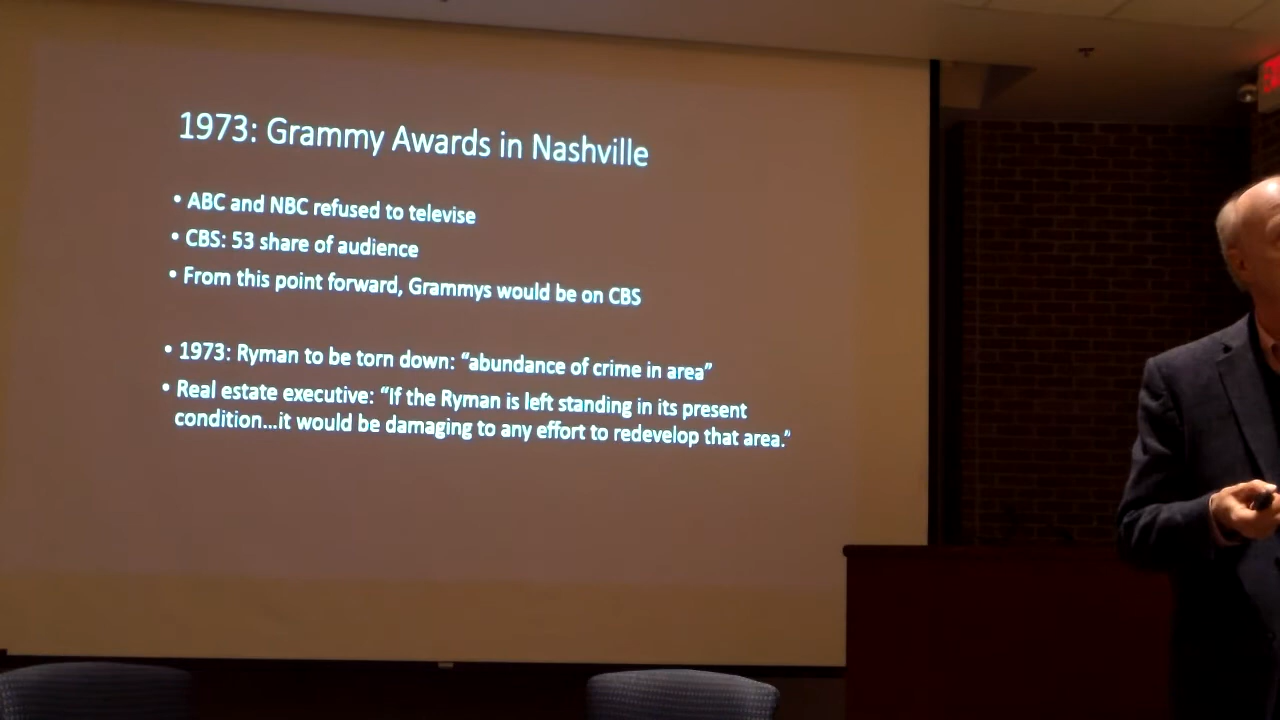 1973: Grammy Awards in Nashville
• ABC and NBC refused to televise
• CBS: 53 share of audience
• From this point forward, Grammys would be on CBS
• 1973: Ryman to be torn down: “abundance of crime in area”
• Real estate executive: “If the Ryman is left standing in its present
condition...it would be damaging to any effort to redevelop that area.”